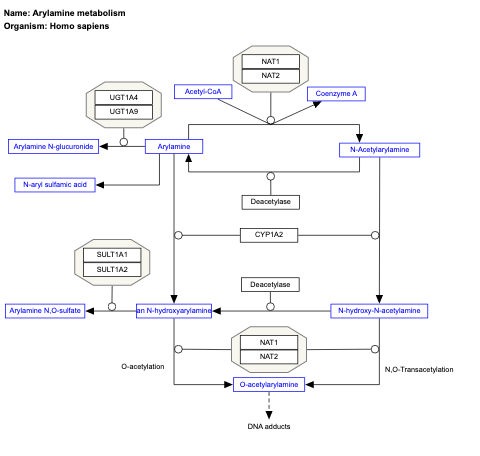 Name: Arylamine metabolism
Organism: Homo sapiens
NAT1
NAT2
Acetyl-CoA
Coenzyme A
UGT1A4
UGT1A9
Arylamine N-glucuronide
Arylamine
N-Acetylarylamine
N-aryl sulfamic acid
Deacetylase
CYP1A2
SULT1A1
SULT1A2
Deacetylase
Arylamine N,O-sulfate
an N-hydroxyarylamine
N-hydroxy-N-acetylamine
NAT1
NAT2
O-acetylation
N,O-Transacetylation
O-acetylarylamine
DNA adducts